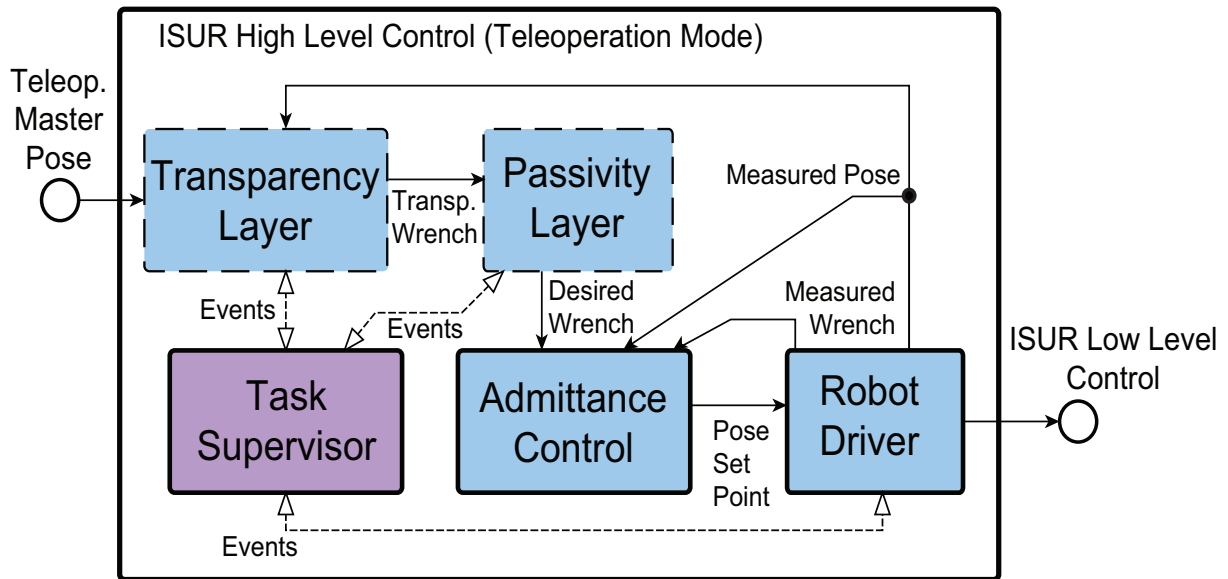 ISUR High Level Control (Teleoperation Mode)
Teleop.
Master
Pose
Transparency
Layer
Transp.
Wrench
Passivity
Layer
Measured Pose
Events
Events
Desired
Wrench
Measured
Wrench
ISUR Low Level
Control
Task
Supervisor
Admittance
Control
Pose
Set
Point
Robot
Driver
Events